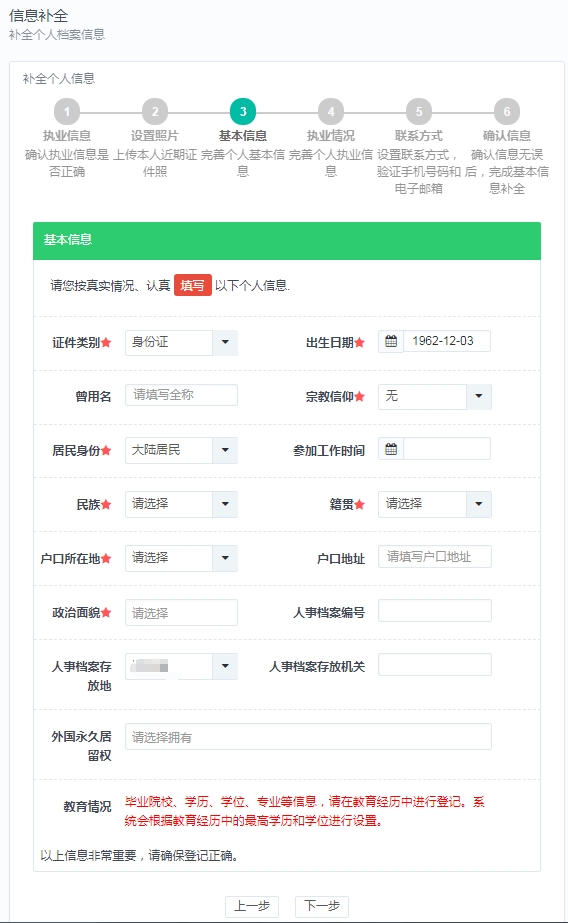 信息补全
补全个人档案信息
补全个人信息
1 2 3 4 5 6
执业信息 设置照片 基本信息 执业情况 联系方式 确认信息
确认执业信息是 上传本人近期证 完善个人基本信 完善个人执业信 设置联系方式， 确认信息无误
否正确 件照 息 息 验证手机号码和 后，完成基本信
电子邮箱 息补全
基本信息
请您按真实情况、认真 填写 以下个人信息.
证件类别★ 身份证 出生日期★ 1962-12-03
曾用名 请填写全称 宗教信仰★ 无
居民身份★ 大陆居民 参加工作时间
民族★ 请选择 籍贯★ 请选择
户口所在地★ 请选择 户口地址 请填写户口地址
政治面貌★ 请选择 人事档案编号
人事档案存 人事档案存放机关
放地
外国永久居 请选择拥有
留权
教育情况 毕业院校、学历、学位、专业等信息，请在教育经历中进行登记。系
统会根据教育经历中的最高学历和学位进行设置。
以上信息非常重要，请确保登记正确。
上一步 下一步